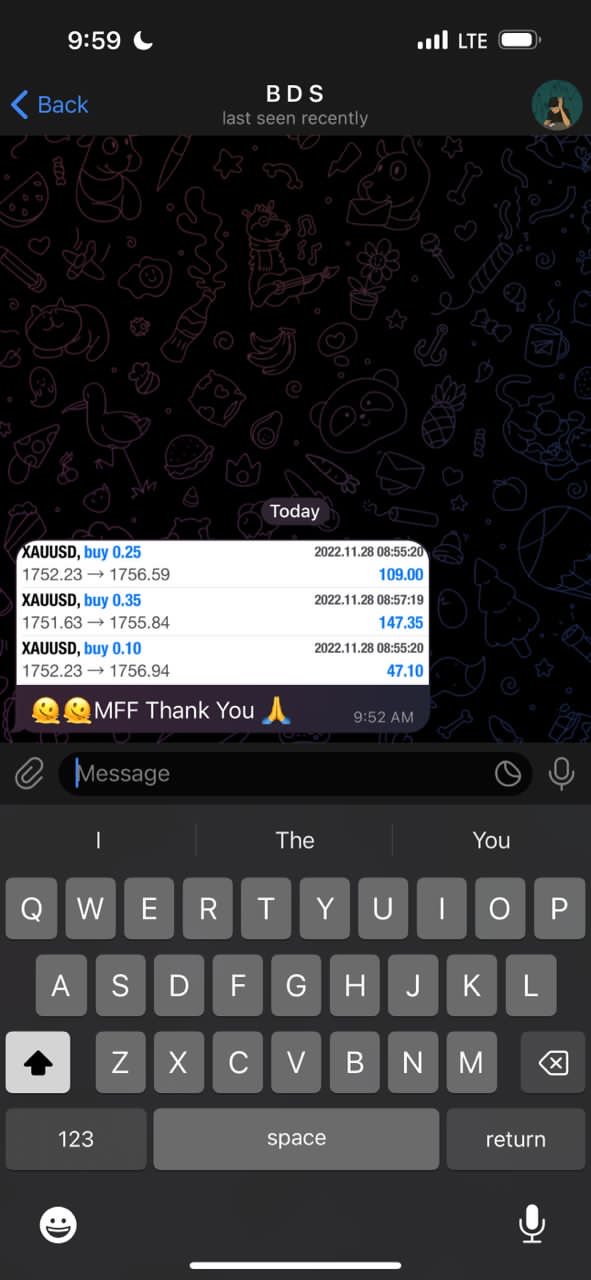 9:59 LTE
Back B D S
last seen recently
Today
XAUUSD, buy 0.25 2022.11.28 08:55:20
1752.23 → 1756.59 109.00
XAUUSD, buy 0.35 2022.11.28 08:57:19
1751.63 → 1755.84 147.35
XAUUSD, buy 0.10 2022.11.28 08:55:20
1752.23 → 1756.94 47.10
🫠🫠MFF Thank You 🙏 9:52 AM
Message
I The You
Q W E R T Y U I O P
A S D F G H J K L
Z X C V B N M
123 space return